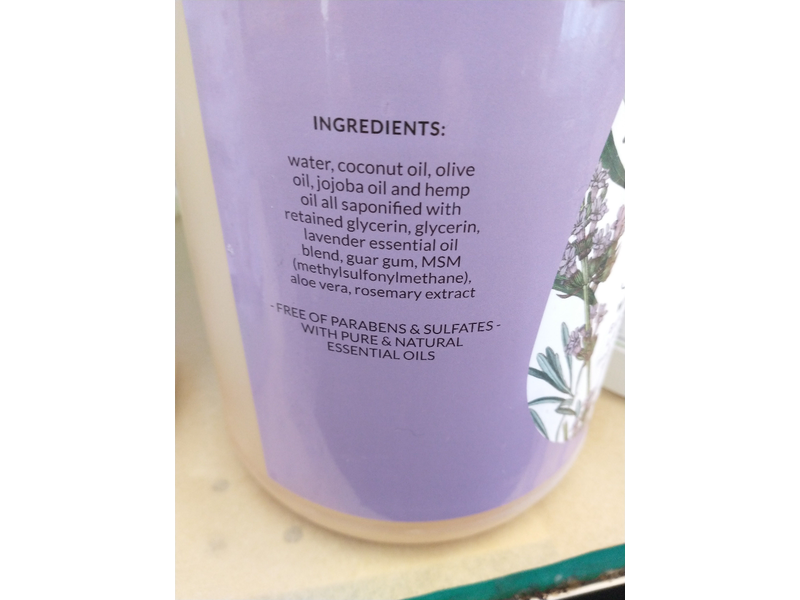 INGREDIENTS:
water, coconut oil, olive
oil, jojoba oil and hemp
oil all saponified with
retained glycerin, glycerin,
lavender essential oil
blend, guar gum, MSM
(methylsulfonylmethane),
aloe vera, rosemary extract
- FREE OF PARABENS & SULFATES -
WITH PURE & NATURAL
ESSENTIAL OILS